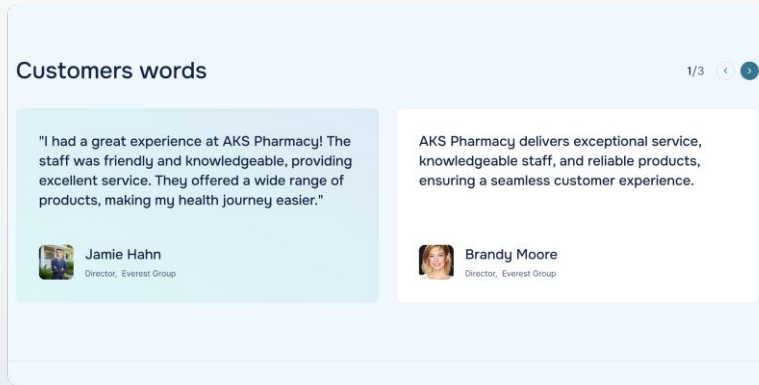 Customers words
1/3
"I had a great experience at AKS Pharmacy! The
staff was friendly and knowledgeable, providing
excellent service. They offered a wide range of
products, making my health journey easier."
Jamie Hahn
Director, Everest Group
AKS Pharmacy delivers exceptional service,
knowledgeable staff, and reliable products,
ensuring a seamless customer experience.
Brandy Moore
Director, Everest Group